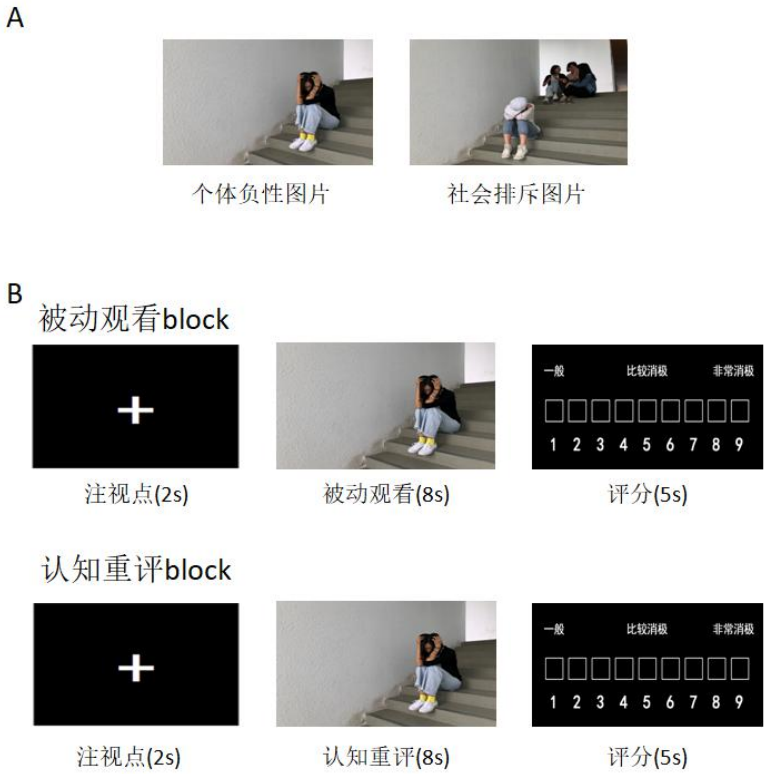 A
个体负性图片 社会排斥图片
B
被动观看block
一般 比较消极 非常消极
1 2 3 4 5 6 7 8 9
注视点(2s) 被动观看(8s) 评分(5s)
认知重评block
一般 比较消极 非常消极
1 2 3 4 5 6 7 8 9
注视点(2s) 认知重评(8s) 评分(5s)